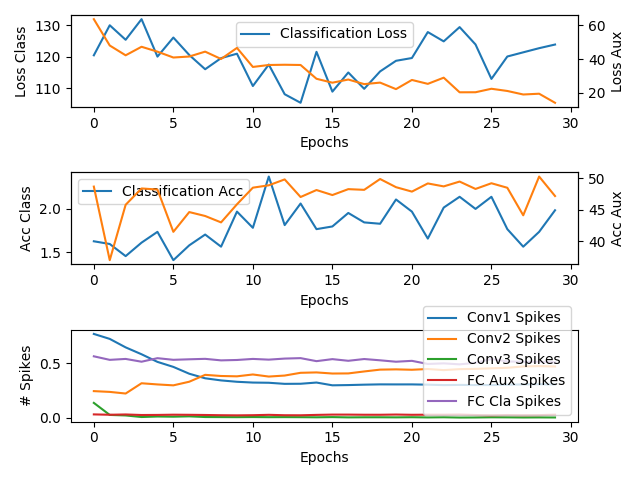 Classification Loss
Loss Class
Loss Aux
130
120
110
60
40
20
0 5 10 15 20 25 30
Epochs
Classification Acc
Acc Class
Acc Aux
2.0
1.5
50
45
40
0 5 10 15 20 25 30
Epochs
Conv1 Spikes
Conv2 Spikes
Conv3 Spikes
FC Aux Spikes
FC Cla Spikes
# Spikes
0.5
0.0
0 5 10 15 20 25 30
Epochs